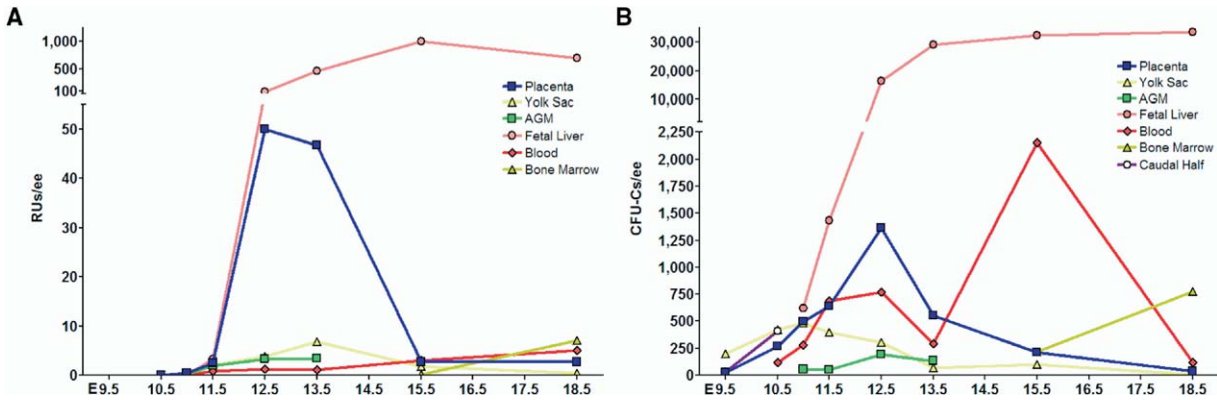 A
RUs/ee
1,000
500
100
50
40
30
20
10
0
E9.5 10.5 11.5 12.5 13.5 14.5 15.5 16.5 17.5 18.5
Placenta
Yolk Sac
AGM
Fetal Liver
Blood
Bone Marrow
B
CFU-Cs/ee
30,000
20,000
10,000
2,250
2,000
1,750
1,500
1,250
1,000
750
500
250
0
E9.5 10.5 11.5 12.5 13.5 14.5 15.5 16.5 17.5 18.5
Placenta
Yolk Sac
AGM
Fetal Liver
Blood
Bone Marrow
Caudal Half